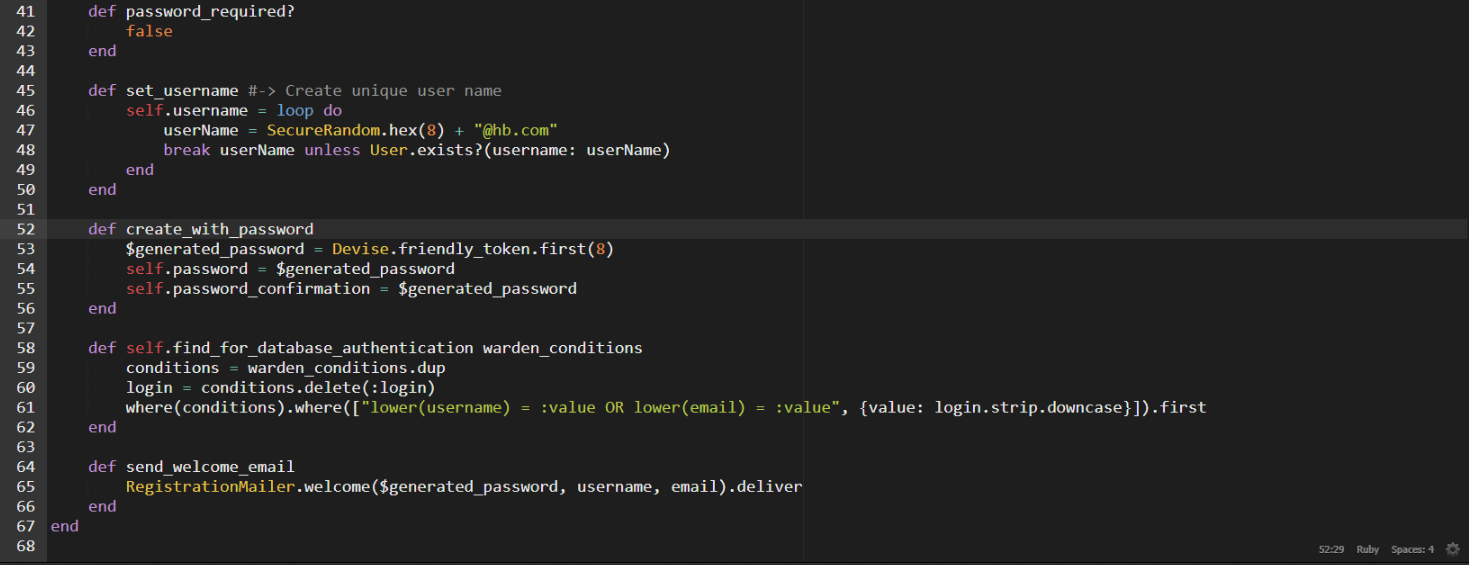 41 def password_required?
42 false
43 end
44
45 def set_username #-> Create unique user name
46 self.username = loop do
47 userName = SecureRandom.hex(8) + "@hb.com"
48 break userName unless User.exists?(username: userName)
49 end
50 end
51
52 def create_with_password
53 $generated_password = Devise.friendly_token.first(8)
54 self.password = $generated_password
55 self.password_confirmation = $generated_password
56 end
57
58 def self.find_for_database_authentication warden_conditions
59 conditions = warden_conditions.dup
60 login = conditions.delete(:login)
61 where(conditions).where(["lower(username) = :value OR lower(email) = :value", {value: login.strip.downcase}]).first
62 end
63
64 def send_welcome_email
65 RegistrationMailer.welcome($generated_password, username, email).deliver
66 end
67 end
68
52:29 Ruby Spaces: 4